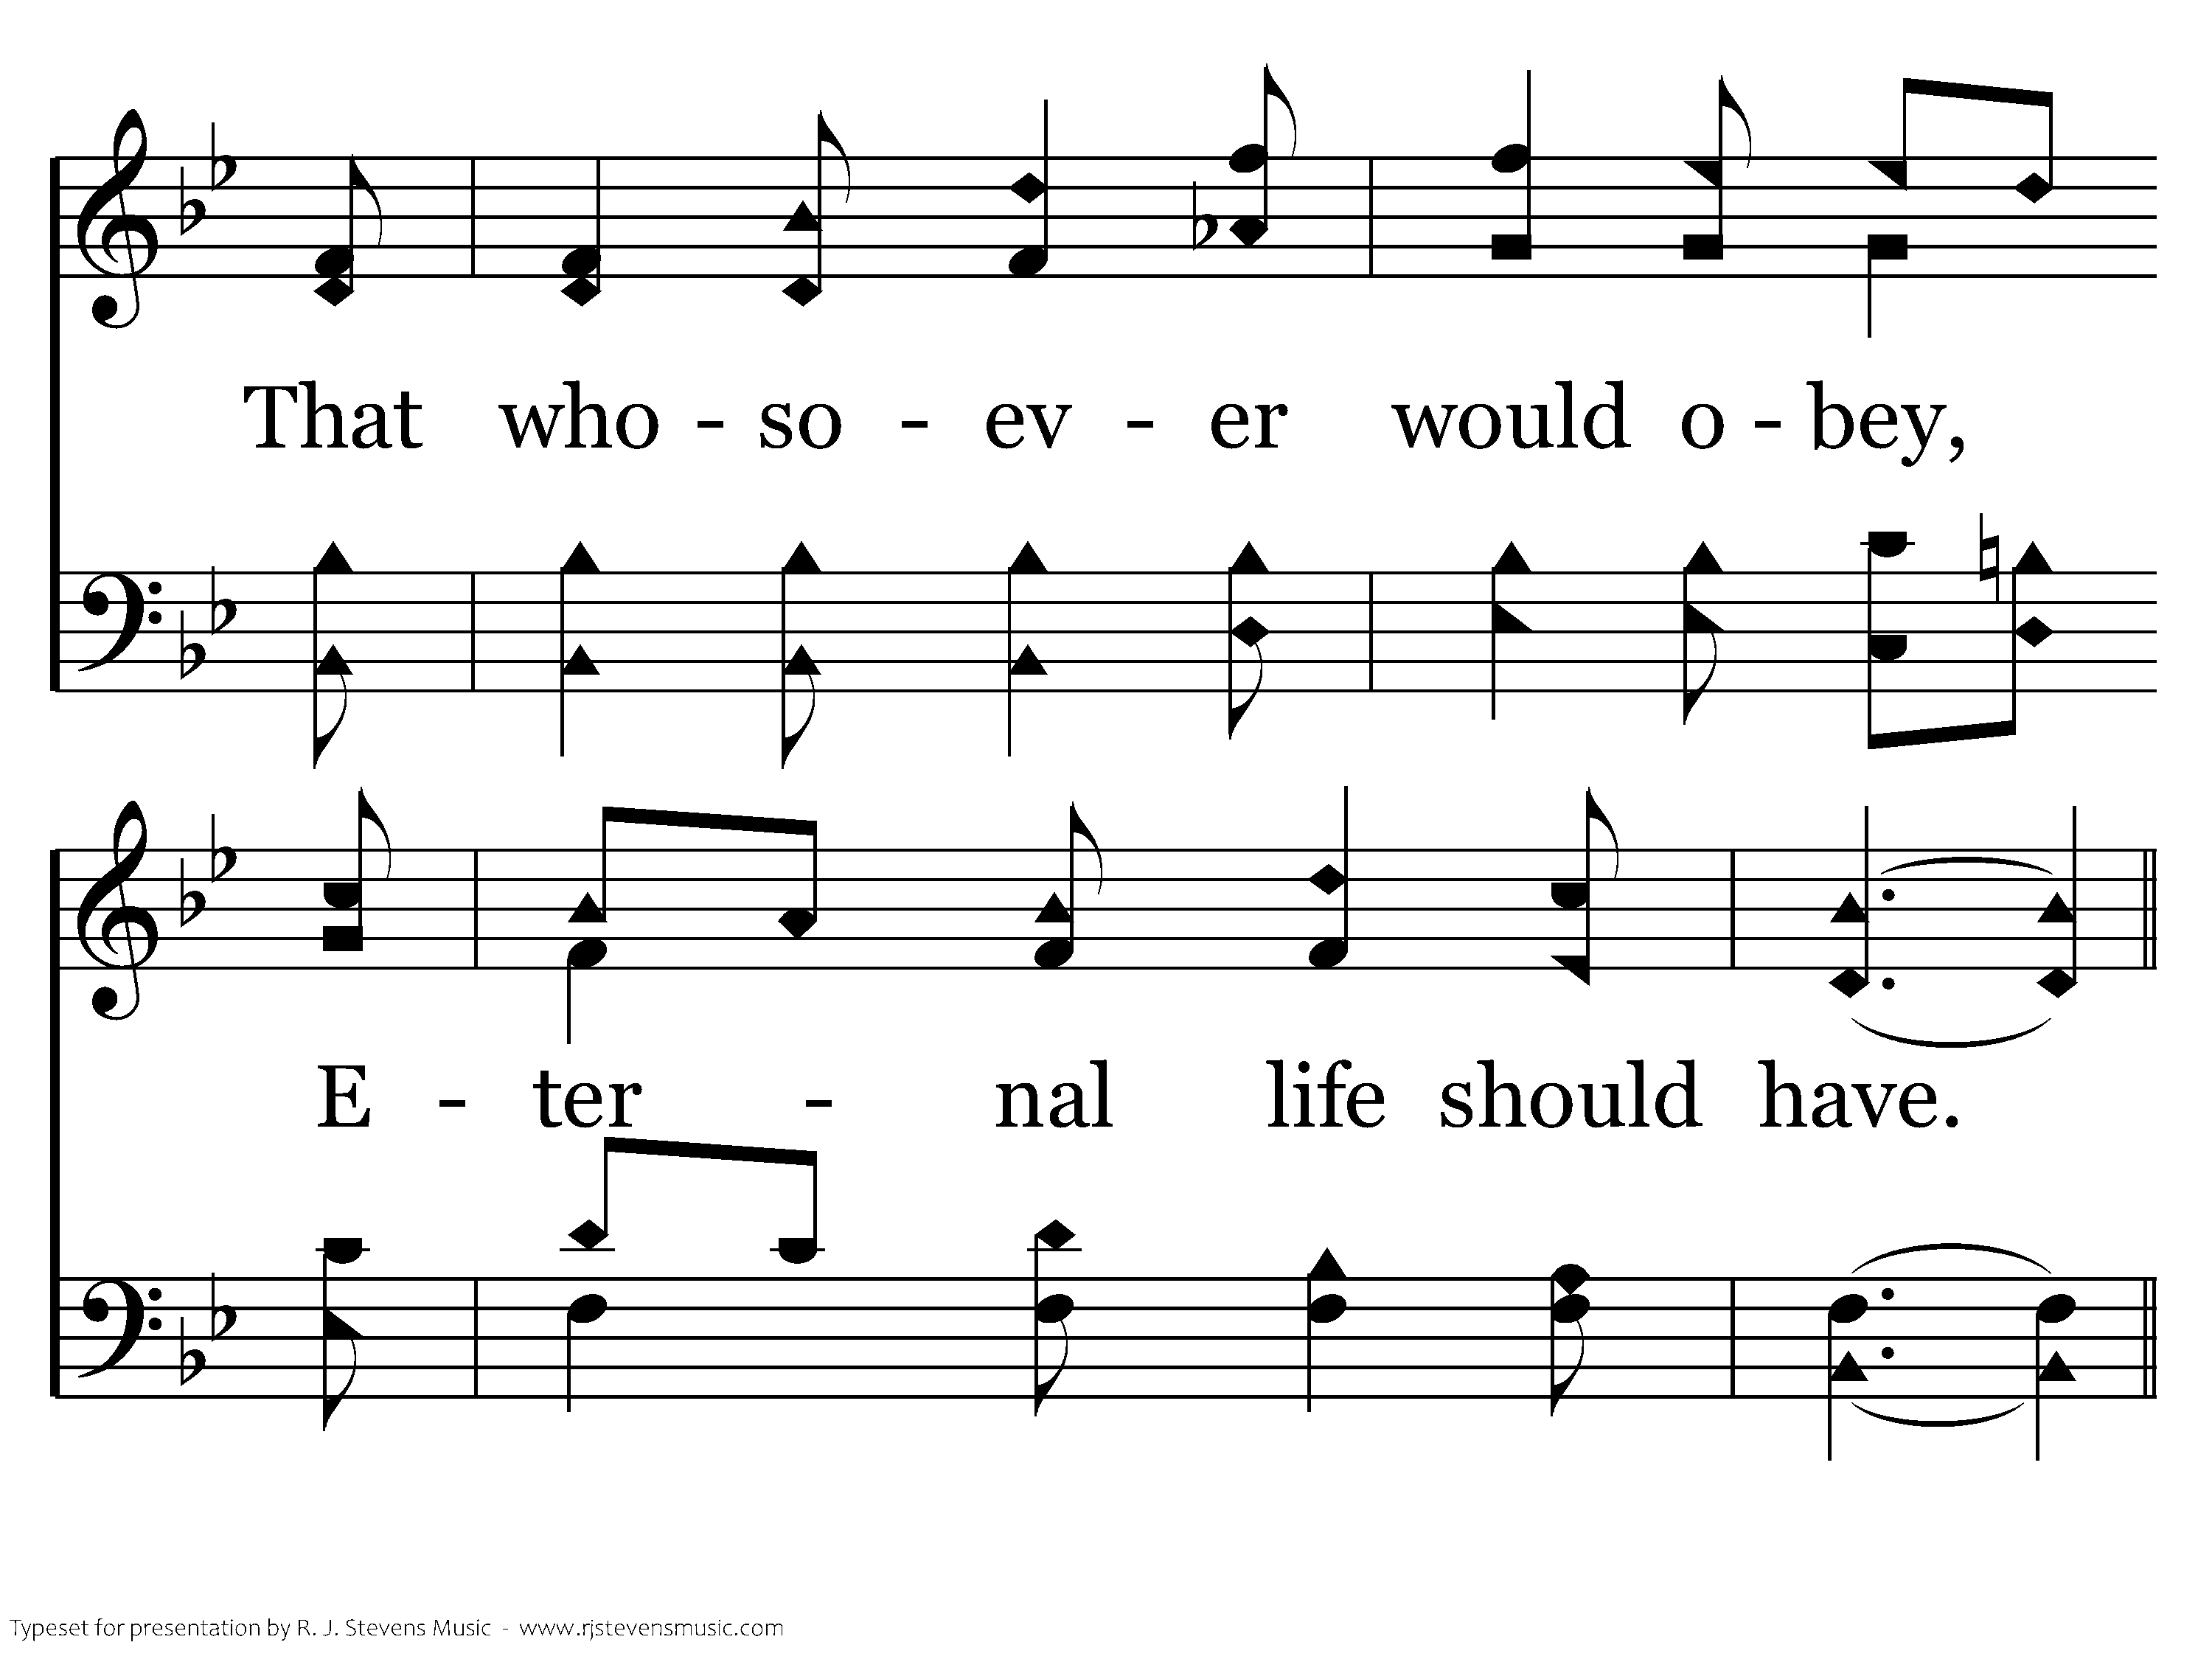 That who - so - ev - er would o - bey,
E - ter - nal life should have.
Typeset for presentation by R. J. Stevens Music - www.rjstevensmusic.com